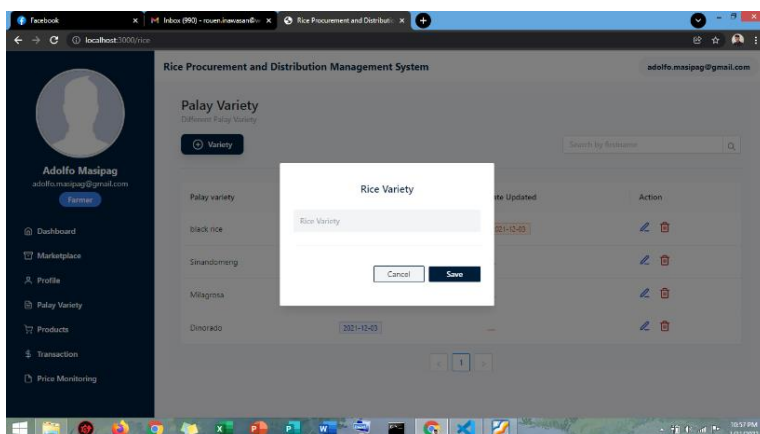 Facebook
Inbox (990) - rouen.inawasan@
Rice Procurement and Distributi
localhost:3000/rice
Rice Procurement and Distribution Management System
adolfo.masipag@gmail.com
Palay Variety
Different Palay Variety
Variety
Search by firstname
Adolfo Masipag
adolfo.masipag@gmail.com
Farmer
Rice Variety
Rice Variety
Cancel
Save
Palay variety
ate Updated
Action
black rice
2021-12-03
Sinandomeng
Milagrosa
Dinorado
2021-12-03
1
Dashboard
Marketplace
Profile
Palay Variety
Products
Transaction
Price Monitoring
10:57 PM